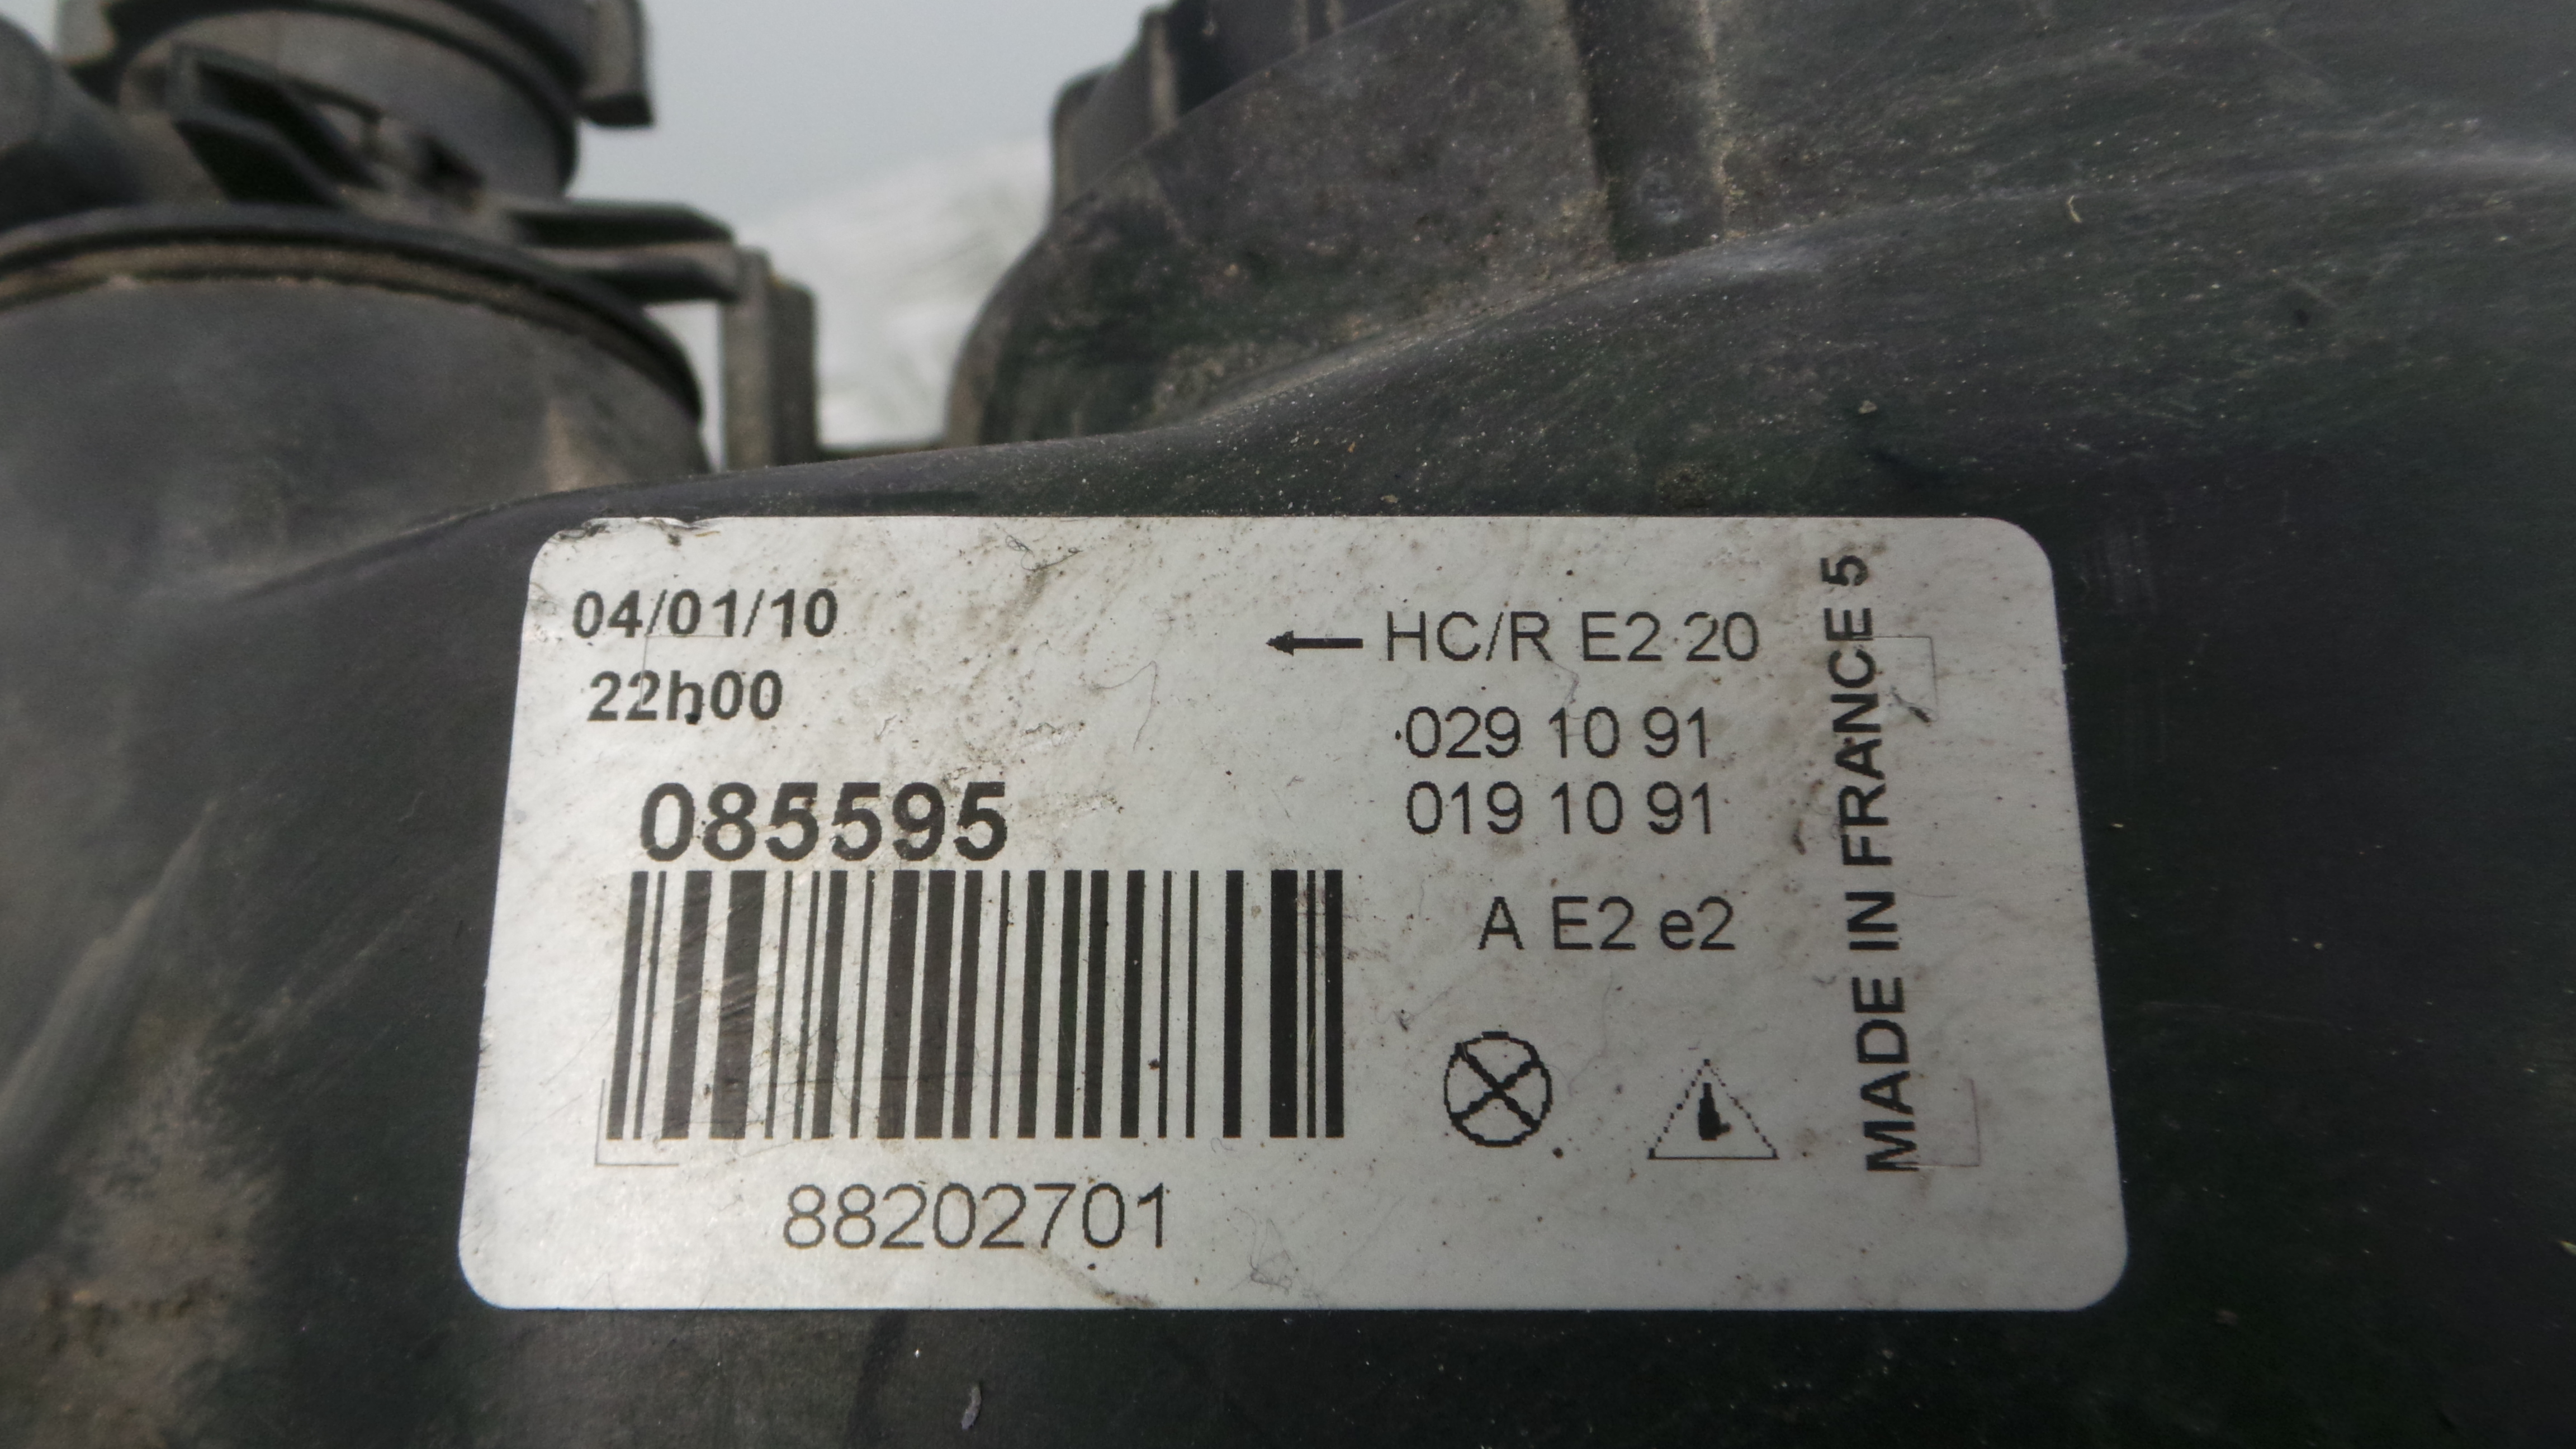 04/01/10
22h00
085595
88202701
← HC/R E2 20
029 10 91
019 10 91
A E2 e2
MADE IN FRANCE 5